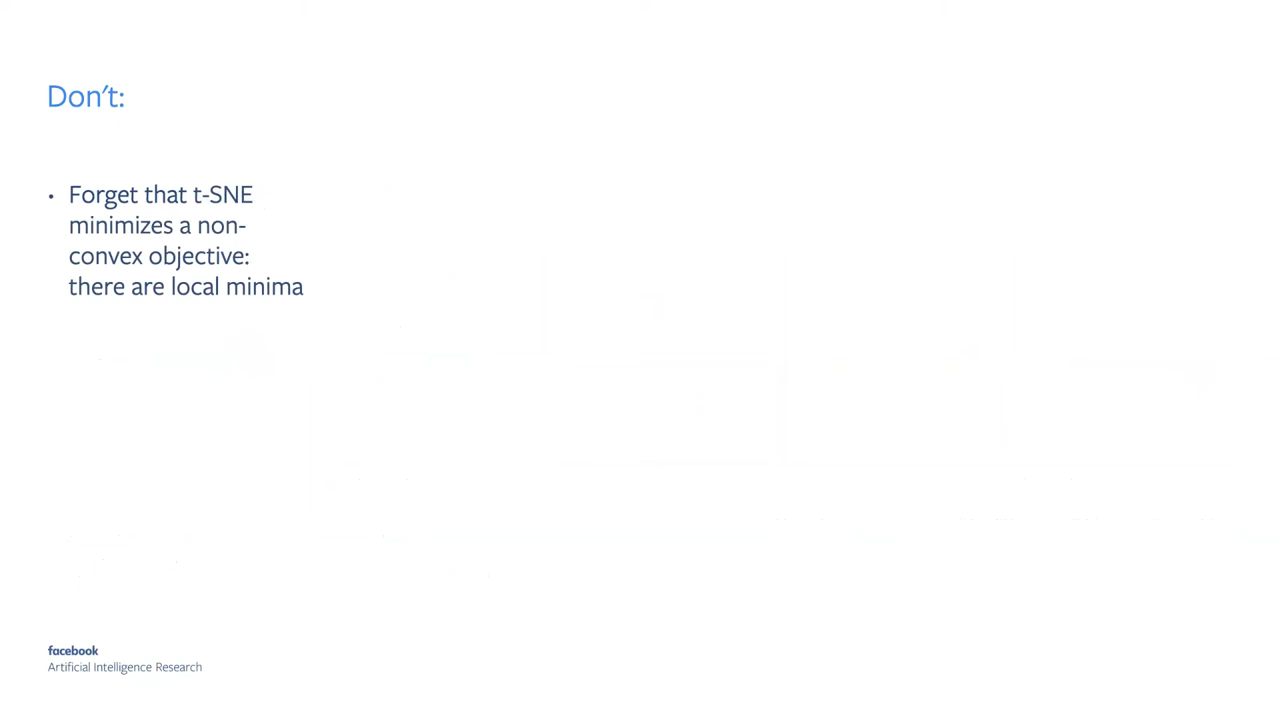 Don't:
• Forget that t-SNE
minimizes a non-
convex objective:
there are local minima
facebook
Artificial Intelligence Research